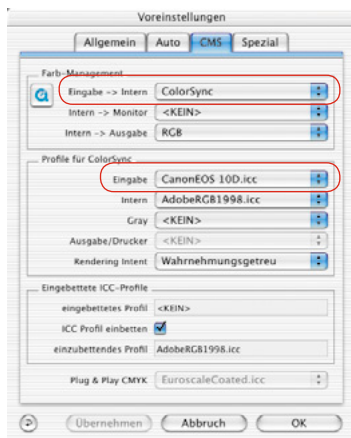 Voreinstellungen
Allgemein Auto CMS Spezial
Farb-Management
Eingabe -> Intern ColorSync
Intern -> Monitor <KEIN>
Intern -> Ausgabe RGB
Profile für ColorSync
Eingabe CanonEOS 10D.icc
Intern AdobeRGB1998.icc
Gray <KEIN>
Ausgabe/Drucker <KEIN>
Rendering Intent Wahrnehmungsgetreu
Eingebettete ICC-Profile
eingebettetes Profil <KEIN>
ICC Profil einbetten
einzubettendes Profil AdobeRGB1998.icc
Plug & Play CMYK EuroscaleCoated.icc
Übernehmen Abbruch OK